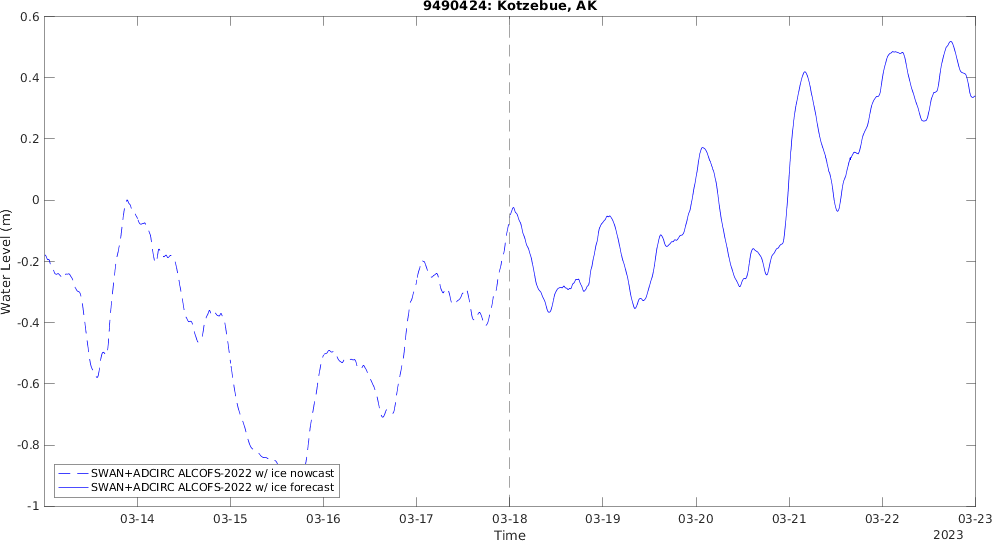 9490424: Kotzebue, AK
0.6
0.4
0.2
0
-0.2
-0.4
-0.6
-0.8
-1
Water Level (m)
SWAN+ADCIRC ALCOFS-2022 w/ ice nowcast
SWAN+ADCIRC ALCOFS-2022 w/ ice forecast
03-14 03-15 03-16 03-17 03-18 03-19 03-20 03-21 03-22 03-23
Time
2023